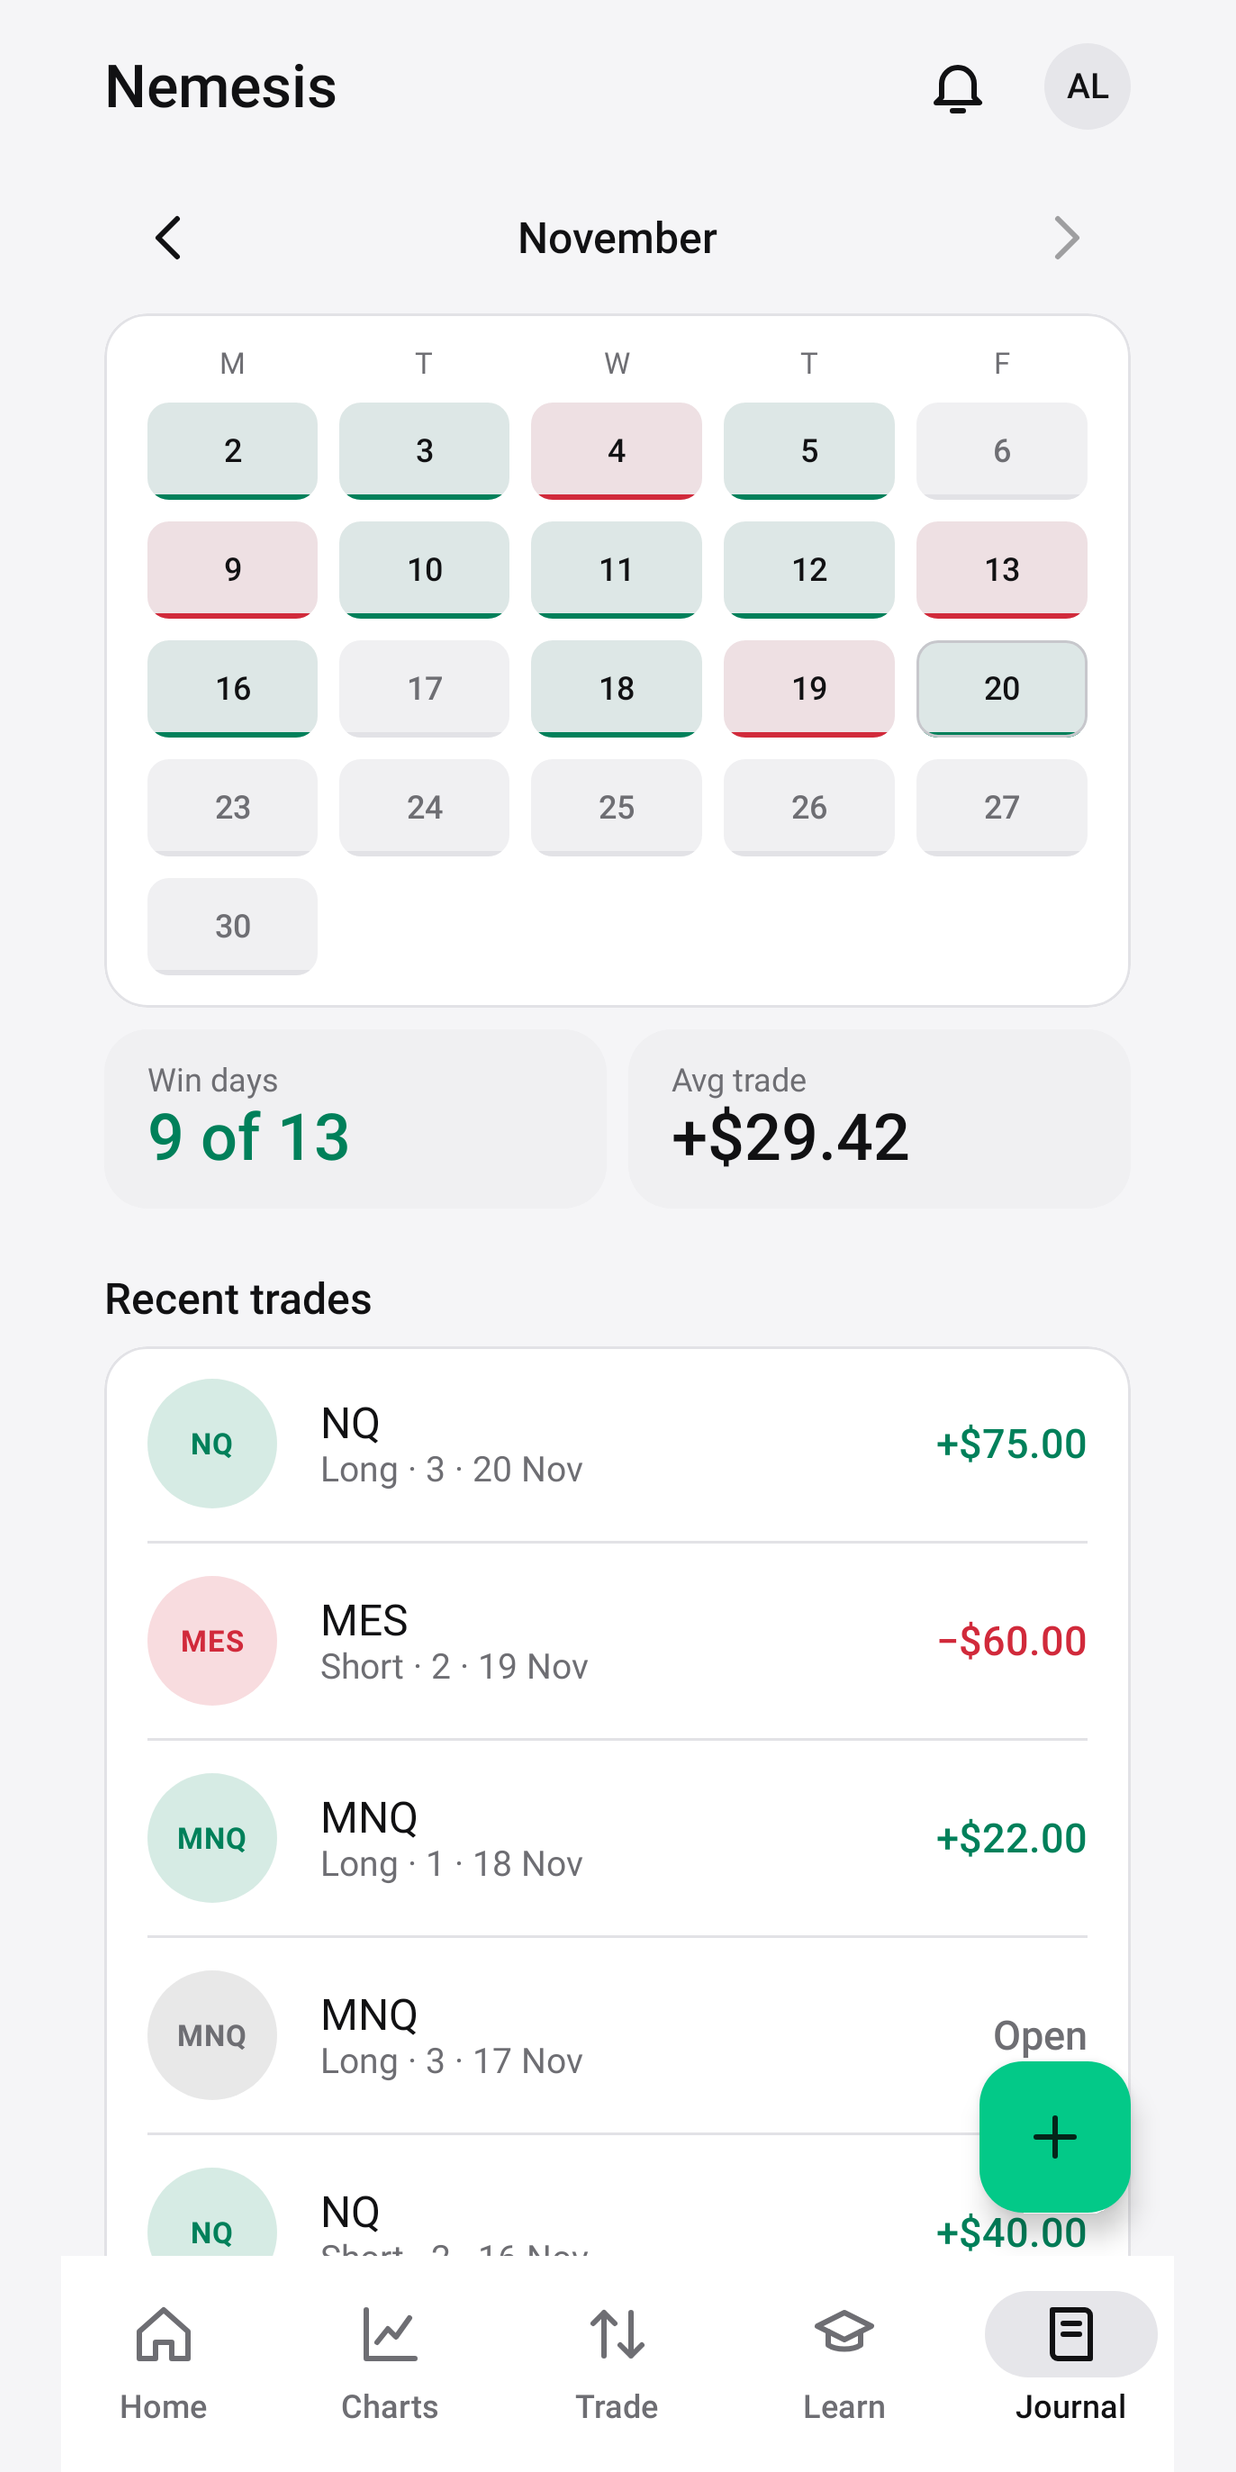 Nemesis
AL
November
M T W T F
2 3 4 5 6
9 10 11 12 13
16 17 18 19 20
23 24 25 26 27
30
Win days
9 of 13
Avg trade
+$29.42
Recent trades
NQ
NQ
Long · 3 · 20 Nov
+$75.00
MES
MES
Short · 2 · 19 Nov
−$60.00
MNQ
MNQ
Long · 1 · 18 Nov
+$22.00
MNQ
MNQ
Long · 3 · 17 Nov
Open
NQ
NQ
+$40.00
Home
Charts
Trade
Learn
Journal